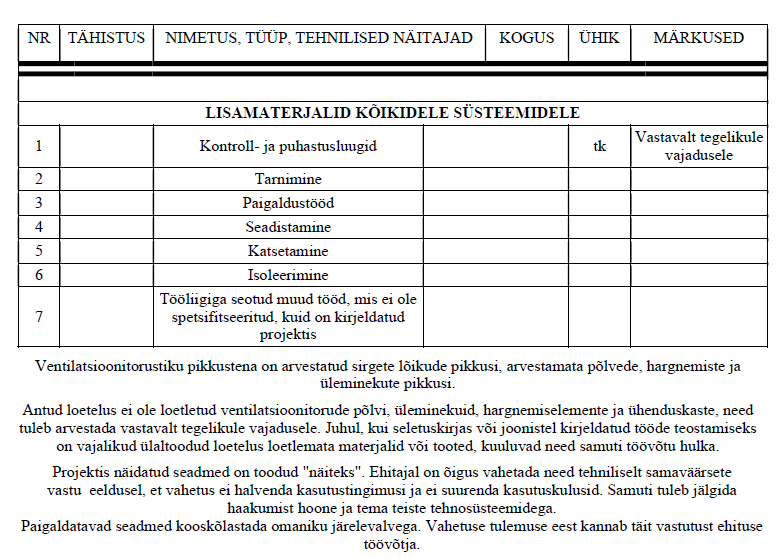 NR TÄHISTUS NIMETUS, TÜÜP, TEHNILISED NÄITAJAD KOGUS ÜHIK MÄRKUSED
LISAMATERJALID KÕIKIDELE SÜSTEEMIDELE
1 Kontroll- ja puhastusluugid tk Vastavalt tegelikule
vajadusele
2 Tarnimine
3 Paigaldustööd
4 Seadistamine
5 Katsetamine
6 Isoleerimine
7 Tööliigiga seotud muud tööd, mis ei ole
spetsifitseeritud, kuid on kirjeldatud
projektis
Ventilatsioonitorustiku pikkustena on arvestatud sirgete lõikude pikkusi, arvestamata põlvede, hargnemiste ja
üleminekute pikkusi.
Antud loetelus ei ole loetletud ventilatsioonitorude põlvi, üleminekuid, hargnemiselemente ja ühenduskaste, need
tuleb arvestada vastavalt tegelikule vajadusele. Juhul, kui seletuskirjas või joonistel kirjeldatud tööde teostamiseks
on vajalikud ülaltoodud loetelus loetlemata materjalid või tooted, kuuluvad need samuti töövõtu hulka.
Projektis näidatud seadmed on toodud "näiteks". Ehitajal on õigus vahetada need tehniliselt samaväärsete
vastu eeldusel, et vahetus ei halvenda kasutustingimusi ja ei suurenda kasutuskulusid. Samuti tuleb jälgida
haakumist hoone ja tema teiste tehnosüsteemidega.
Paigaldatavad seadmed kooskõlastada omaniku järelevalvega. Vahetuse tulemuse eest kannab täit vastutust ehituse
töövõtja.